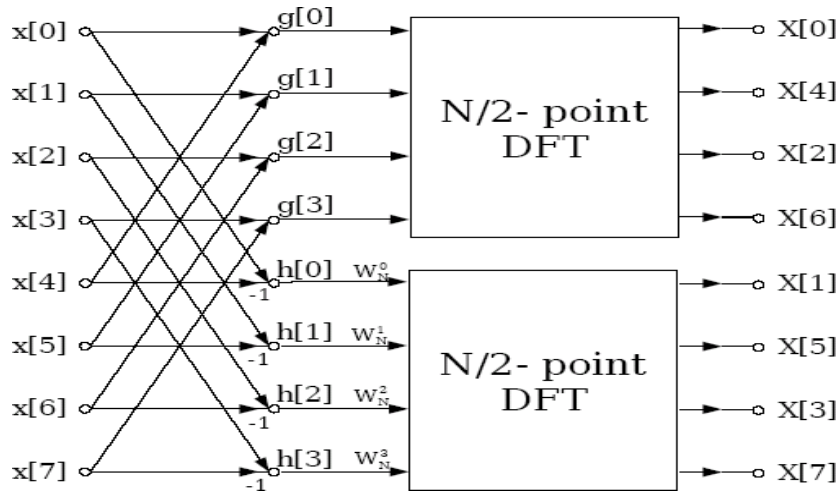 x[0] g[0] X[0]
x[1] g[1] X[4]
N/2- point
DFT
x[2] g[2] X[2]
x[3] g[3] X[6]
x[4] -1 h[0] W_N^0 X[1]
x[5] -1 h[1] W_N^1 X[5]
N/2- point
DFT
x[6] -1 h[2] W_N^2 X[3]
x[7] -1 h[3] W_N^3 X[7]